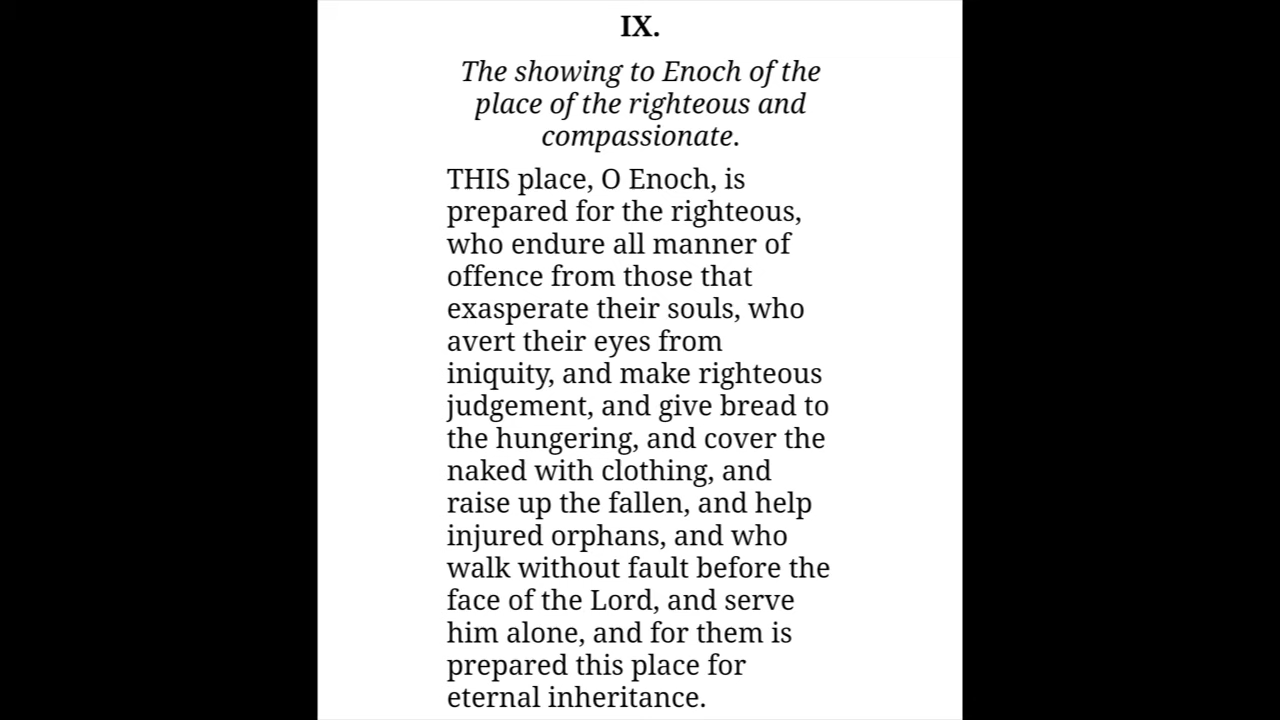 IX.
The showing to Enoch of the
place of the righteous and
compassionate.
THIS place, O Enoch, is
prepared for the righteous,
who endure all manner of
offence from those that
exasperate their souls, who
avert their eyes from
iniquity, and make righteous
judgement, and give bread to
the hungering, and cover the
naked with clothing, and
raise up the fallen, and help
injured orphans, and who
walk without fault before the
face of the Lord, and serve
him alone, and for them is
prepared this place for
eternal inheritance.